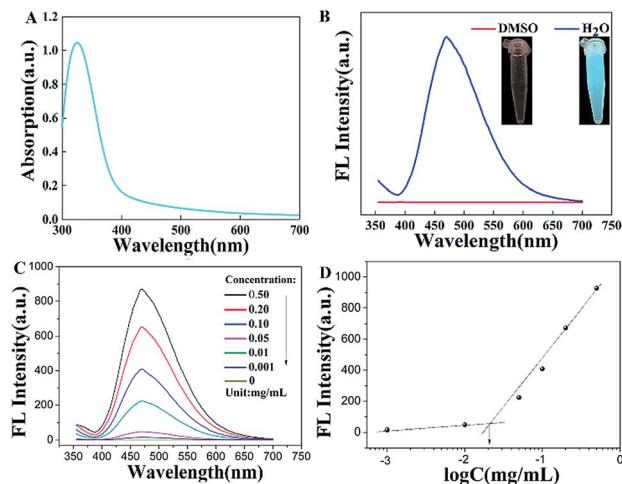 A
Absorption(a.u.)
1.2
1.0
0.8
0.6
0.4
0.2
0.0
300 400 500 600 700
Wavelength(nm)
B
DMSO H₂O
FL Intensity(a.u.)
350 400 450 500 550 600 650 700 750
Wavelength(nm)
C
FL Intensity(a.u.)
1000
800
600
400
200
0
Concentration:
0.50
0.20
0.10
0.05
0.01
0.001
0
Unit:mg/mL
350 400 450 500 550 600 650 700 750
Wavelength(nm)
D
FL Intensity(a.u.)
1000
800
600
400
200
0
-3 -2 -1 0
logC(mg/mL)